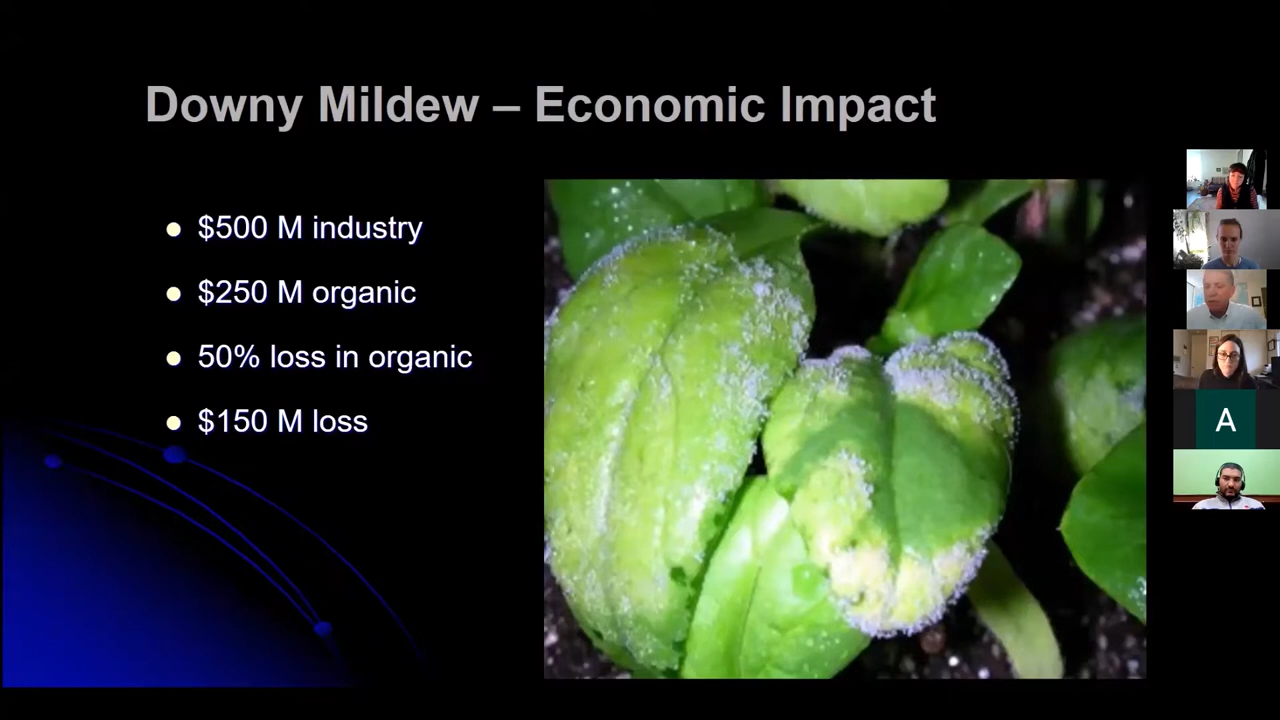 Downy Mildew – Economic Impact
$500 M industry
$250 M organic
50% loss in organic
$150 M loss
A